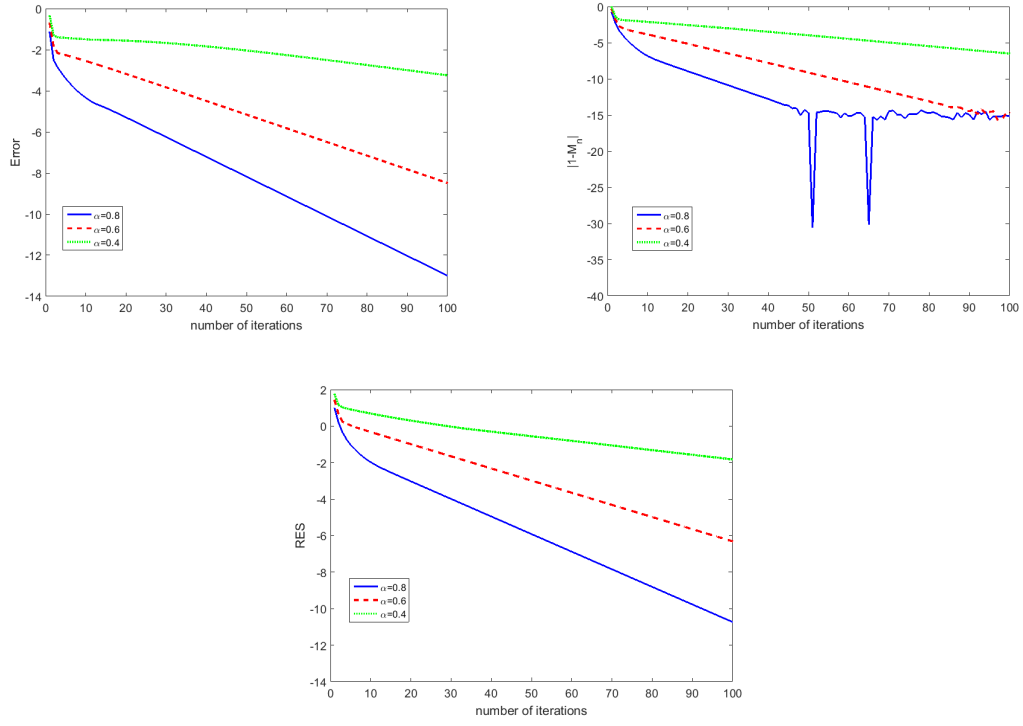 0
-2
-4
-6
-8
-10
-12
-14
Error
0 10 20 30 40 50 60 70 80 90 100
number of iterations
α=0.8
α=0.6
α=0.4
0
-5
-10
-15
-20
-25
-30
-35
-40
|1-M_n|
0 10 20 30 40 50 60 70 80 90 100
number of iterations
α=0.8
α=0.6
α=0.4
2
0
-2
-4
-6
-8
-10
-12
-14
RES
0 10 20 30 40 50 60 70 80 90 100
number of iterations
α=0.8
α=0.6
α=0.4